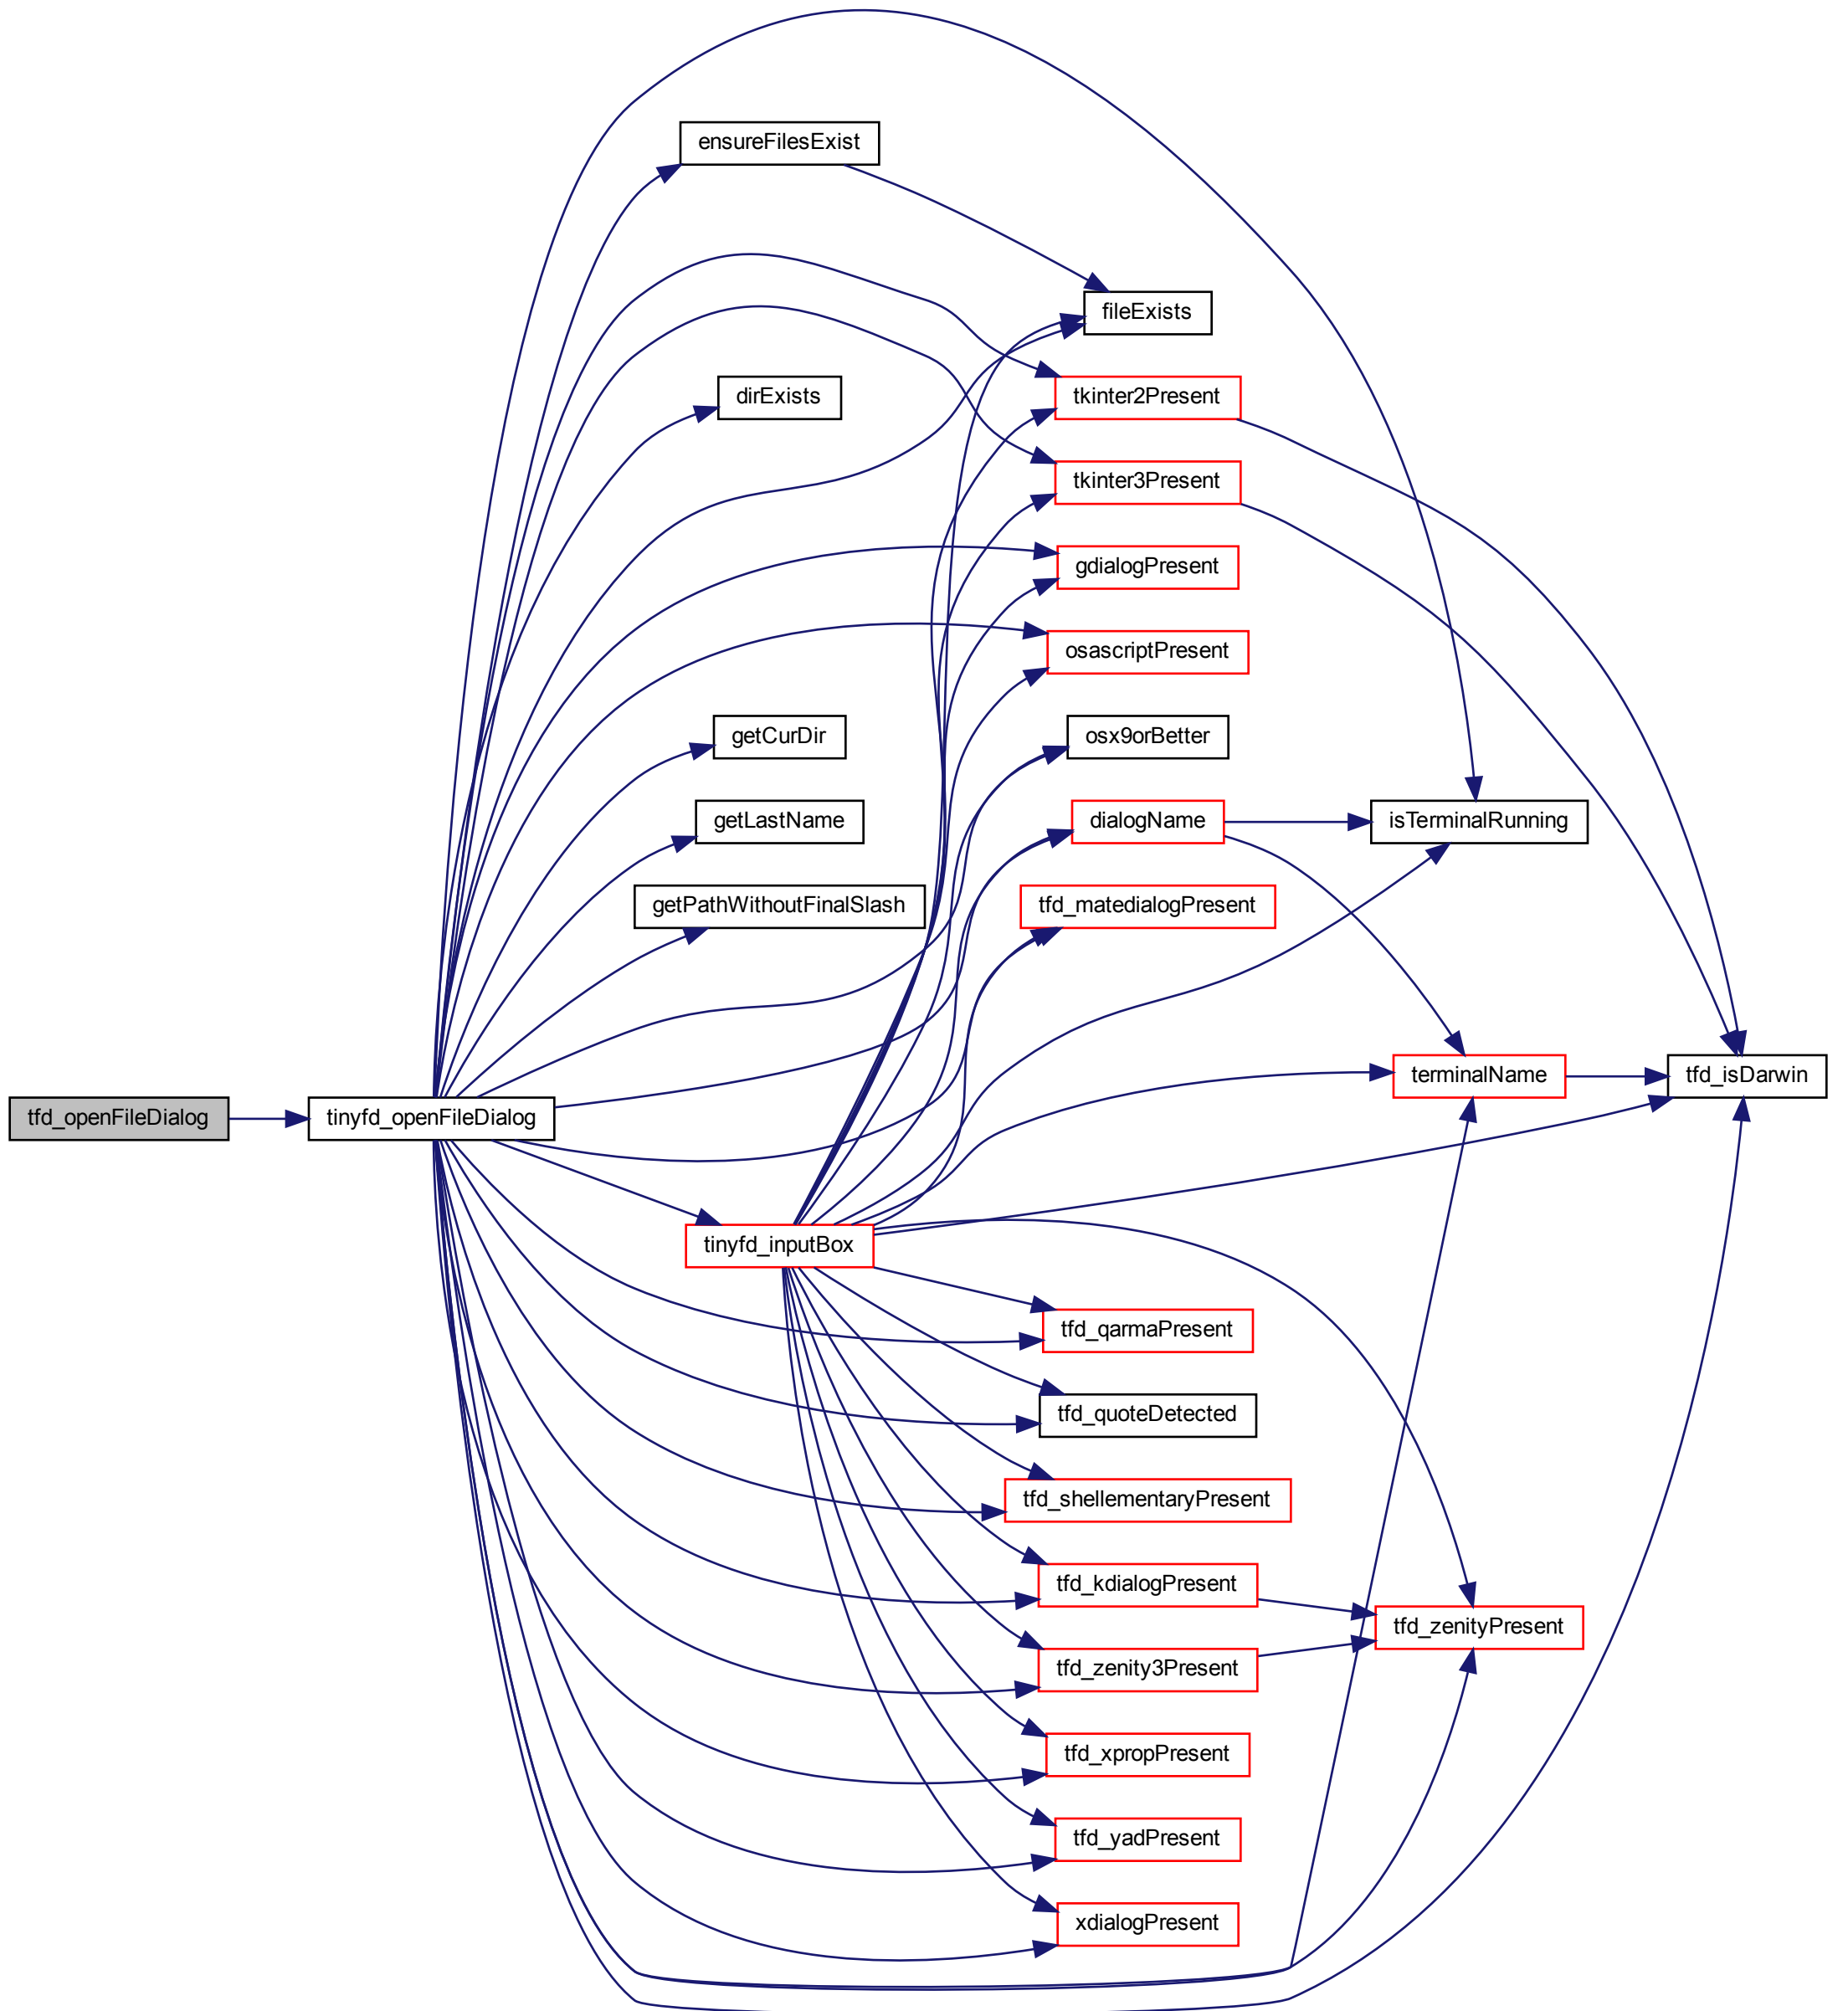 ensureFilesExist
fileExists
dirExists
tkinter2Present
tkinter3Present
gdialogPresent
osascriptPresent
getCurDir
osx9orBetter
getLastName
dialogName
isTerminalRunning
getPathWithoutFinalSlash
tfd_matedialogPresent
terminalName
tfd_isDarwin
tfd_openFileDialog
tinyfd_openFileDialog
tinyfd_inputBox
tfd_qarmaPresent
tfd_quoteDetected
tfd_shellementaryPresent
tfd_kdialogPresent
tfd_zenityPresent
tfd_zenity3Present
tfd_xpropPresent
tfd_yadPresent
xdialogPresent